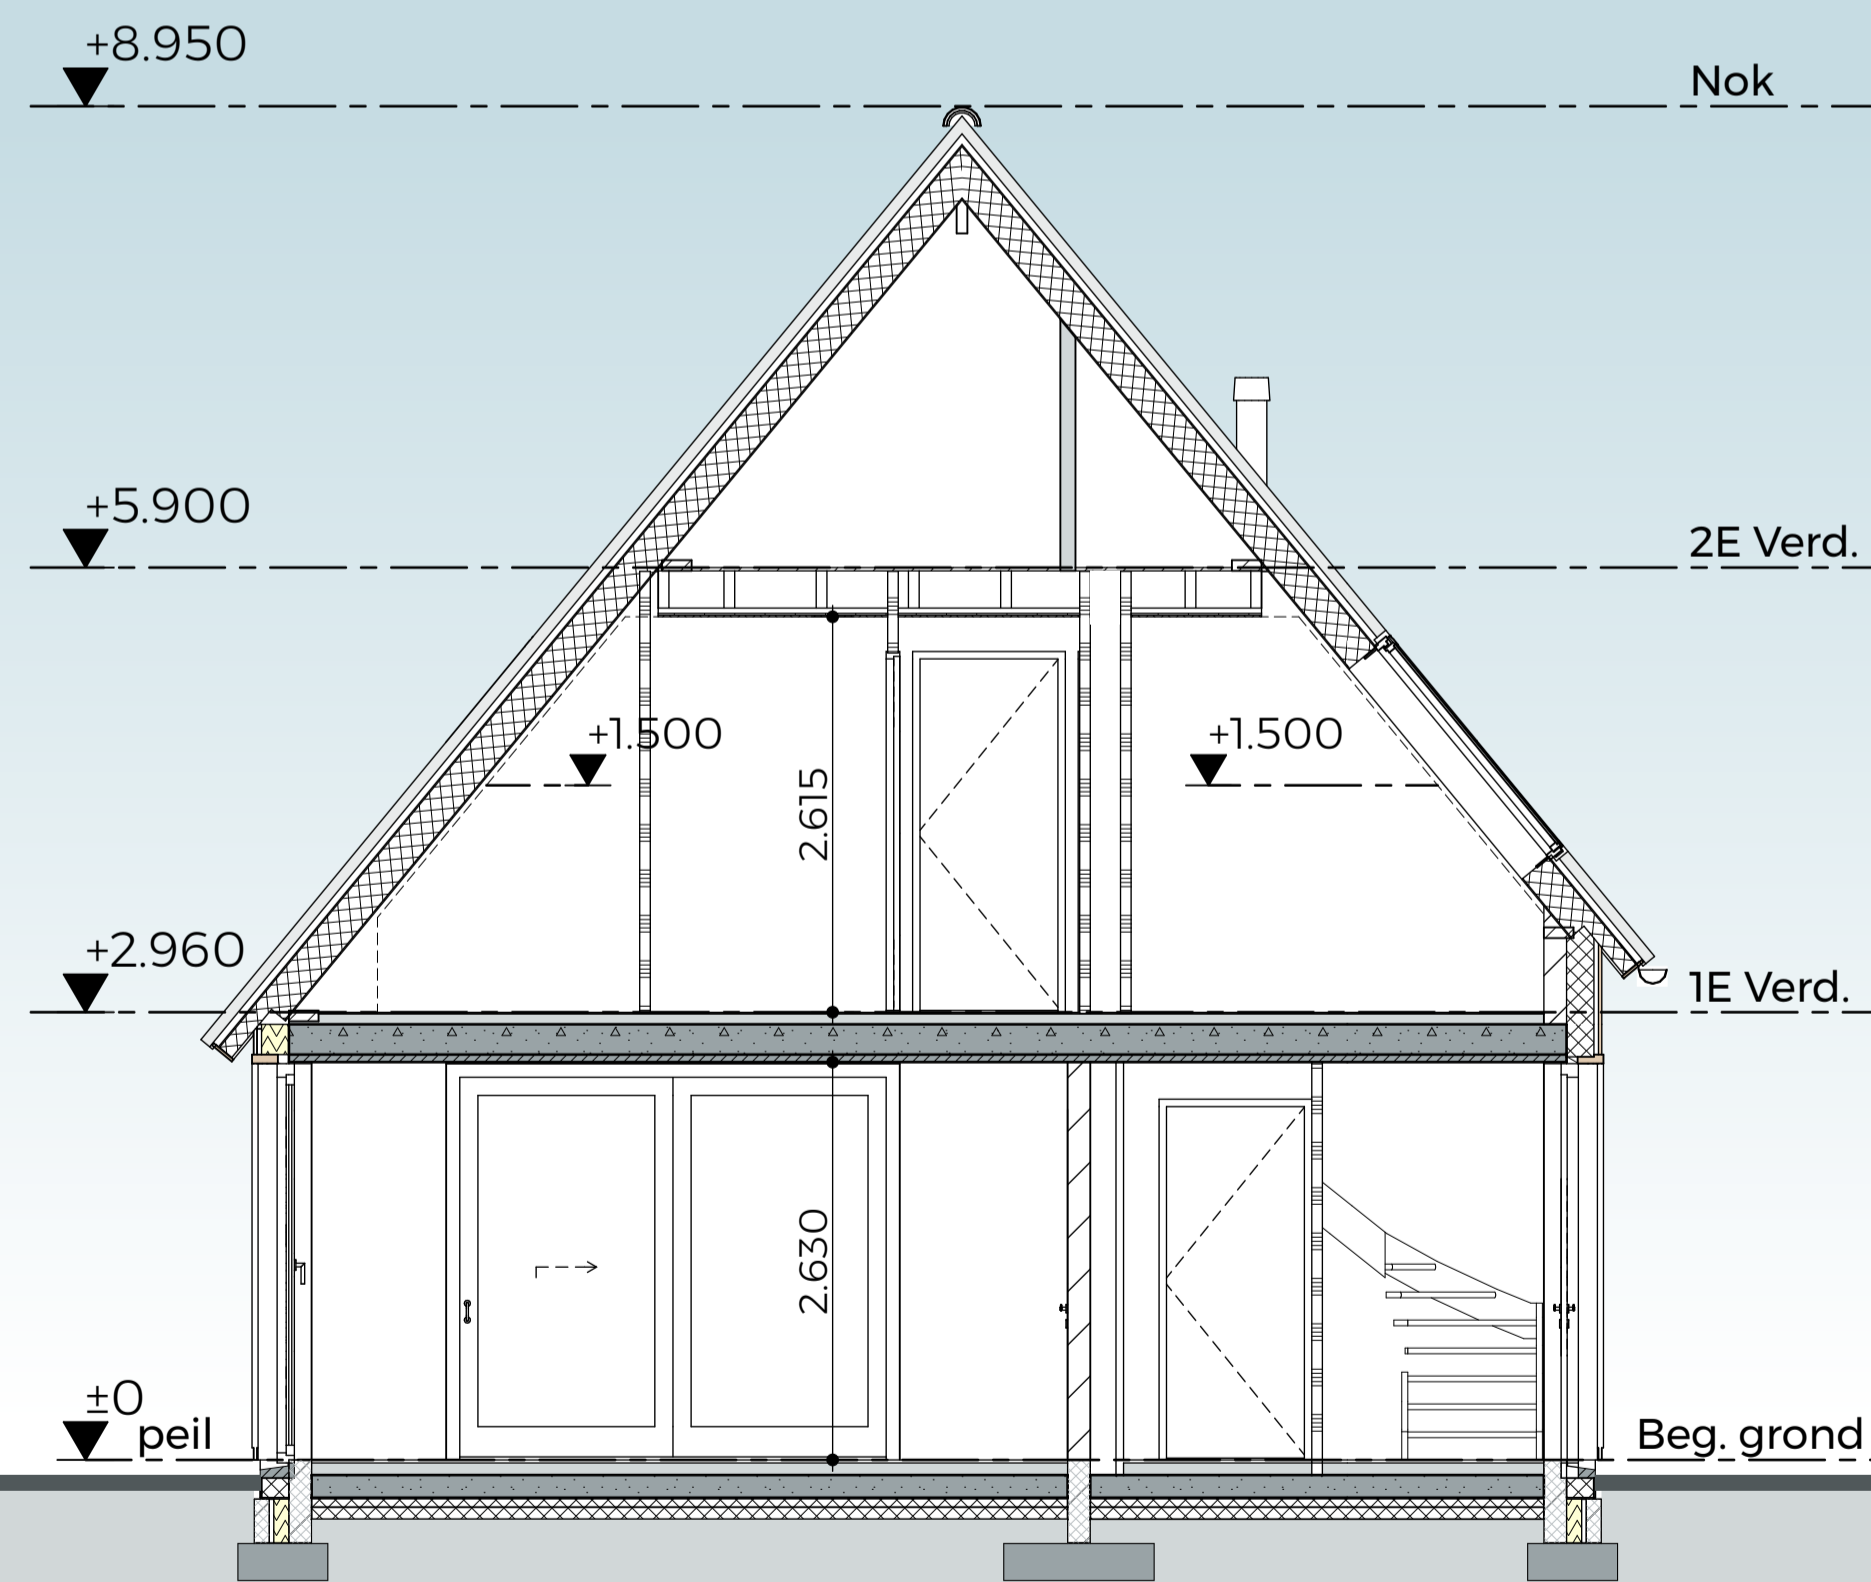 +8.950
Nok
+5.900
2E Verd.
+1.500
+1.500
2.615
+2.960
1E Verd.
2.630
±0
peil
Beg. grond